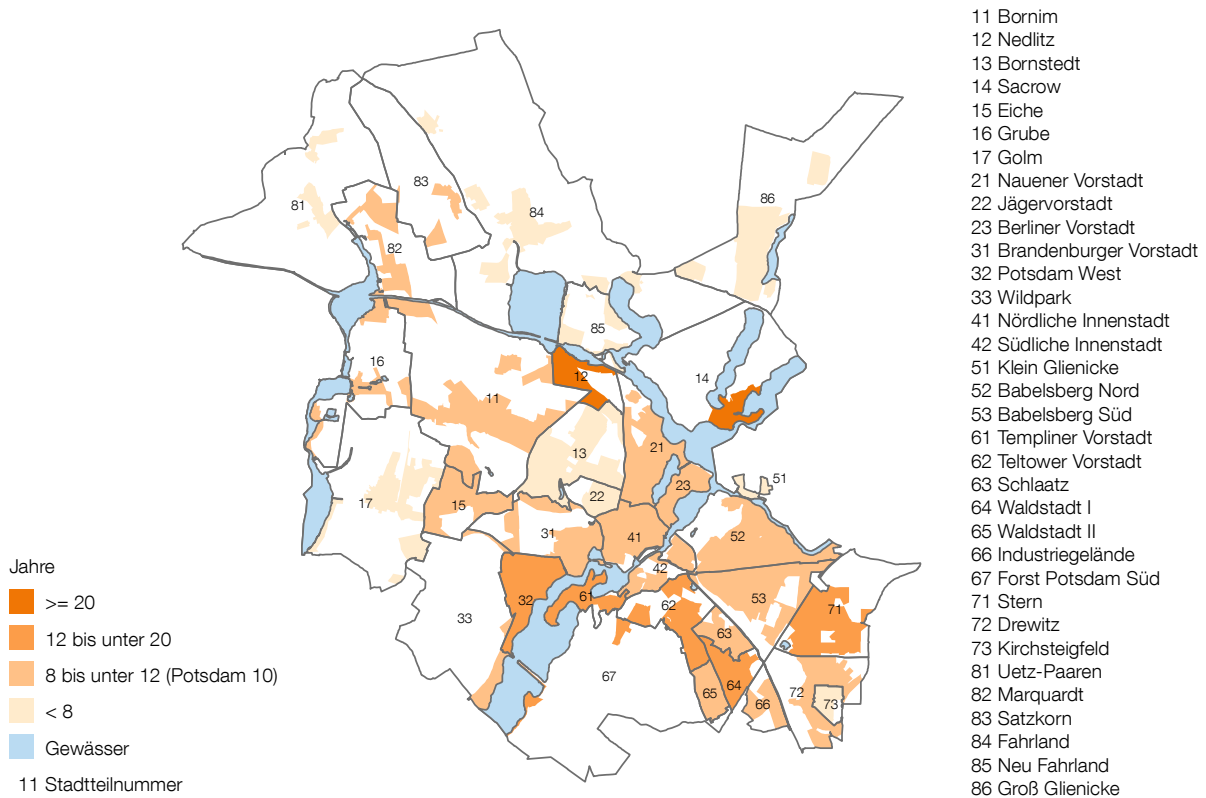 11 Bornim
12 Nedlitz
13 Bornstedt
14 Sacrow
15 Eiche
16 Grube
17 Golm
21 Nauener Vorstadt
22 Jägervorstadt
23 Berliner Vorstadt
31 Brandenburger Vorstadt
32 Potsdam West
33 Wildpark
41 Nördliche Innenstadt
42 Südliche Innenstadt
51 Klein Glienicke
52 Babelsberg Nord
53 Babelsberg Süd
61 Templiner Vorstadt
62 Teltower Vorstadt
63 Schlaatz
64 Waldstadt I
65 Waldstadt II
66 Industriegelände
67 Forst Potsdam Süd
71 Stern
72 Drewitz
73 Kirchsteigfeld
81 Uetz-Paaren
82 Marquardt
83 Satzkorn
84 Fahrland
85 Neu Fahrland
86 Groß Glienicke
83
86
81
84
82
85
16
12
14
11
21
13
51
23
22
17
15
31
41
52
42
32
61
62
53
71
33
63
67
64
65
66
72
73
Jahre
>= 20
12 bis unter 20
8 bis unter 12 (Potsdam 10)
< 8
Gewässer
11 Stadtteilnummer